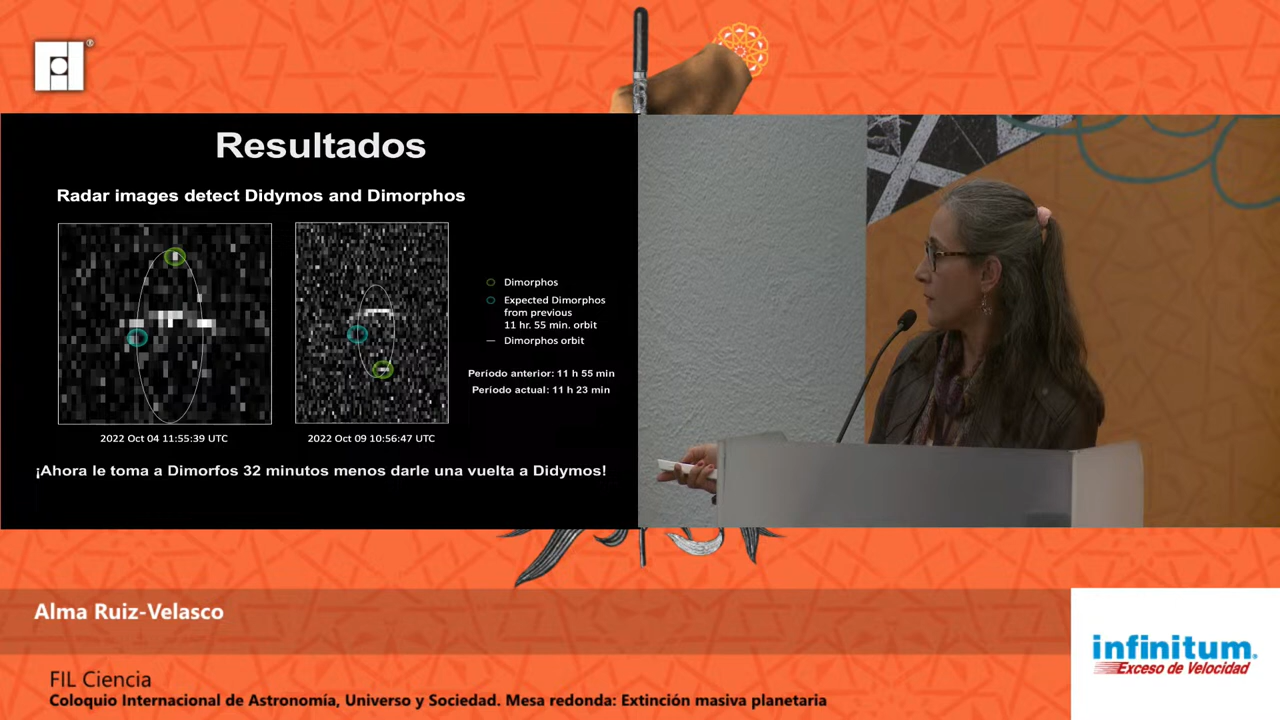 ®
Resultados
Radar images detect Didymos and Dimorphos
Dimorphos
Expected Dimorphos
from previous
11 hr. 55 min. orbit
Dimorphos orbit
Período anterior: 11 h 55 min
Período actual: 11 h 23 min
2022 Oct 04 11:55:39 UTC
2022 Oct 09 10:56:47 UTC
¡Ahora le toma a Dimorfos 32 minutos menos darle una vuelta a Didymos!
Alma Ruiz-Velasco
FIL Ciencia
Coloquio Internacional de Astronomía, Universo y Sociedad. Mesa redonda: Extinción masiva planetaria
infinitum.
Exceso de Velocidad